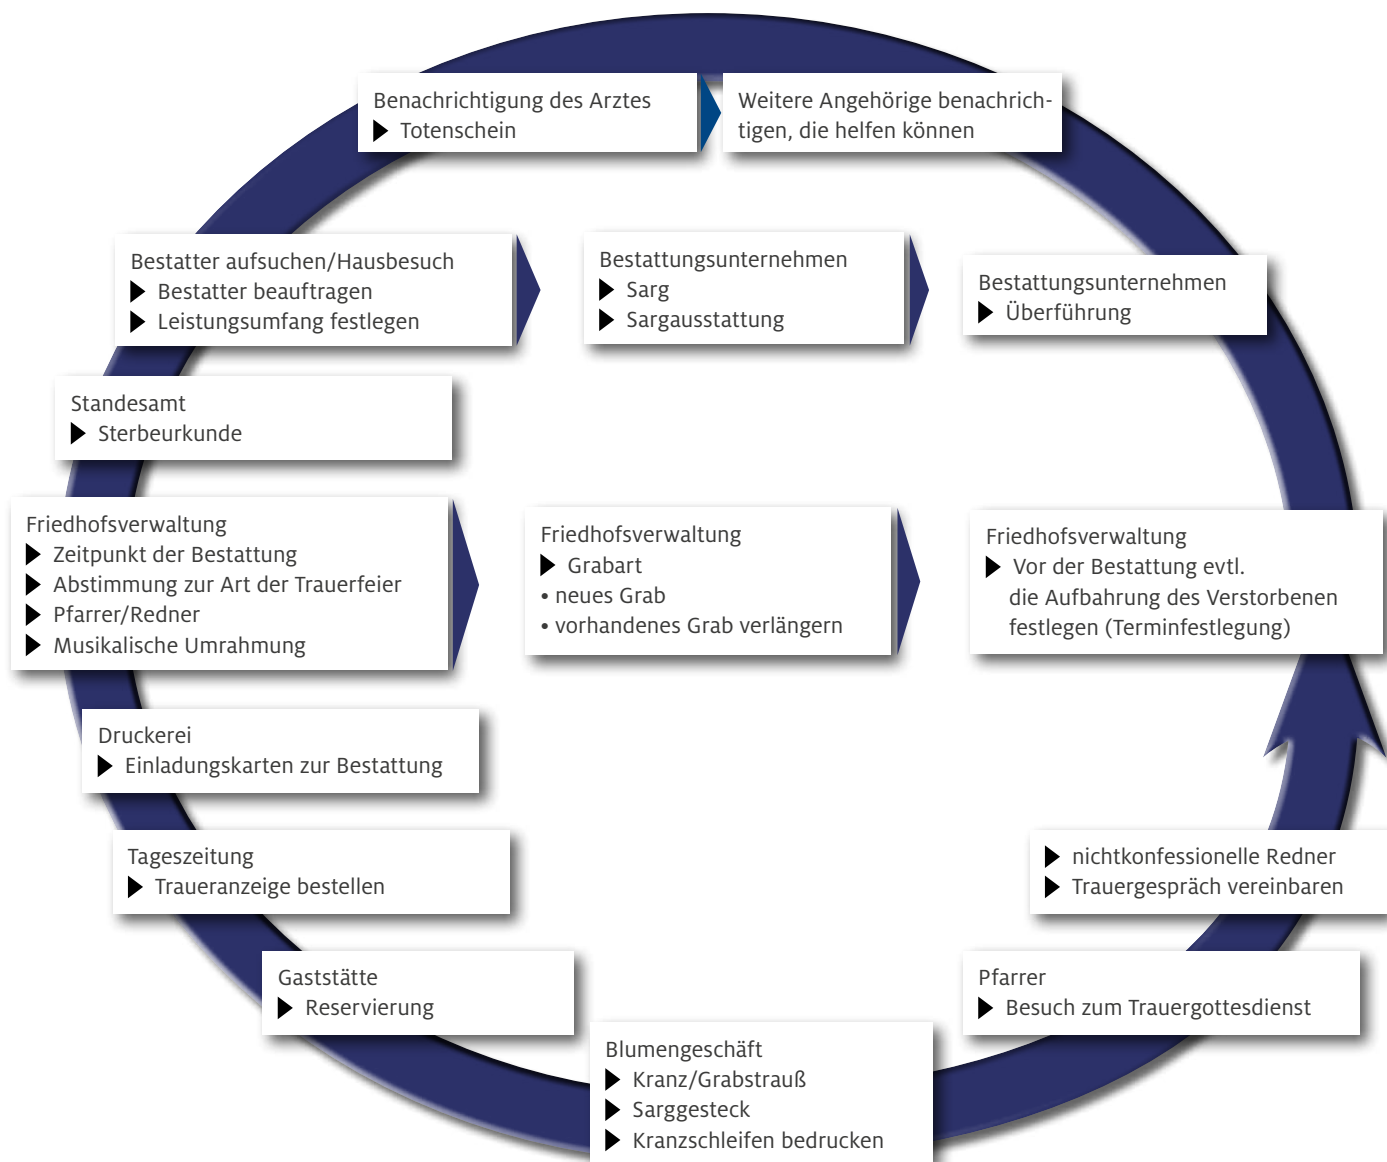 Benachrichtigung des Arztes
▶ Totenschein
Weitere Angehörige benachrich-
tigen, die helfen können
Bestatter aufsuchen/Hausbesuch
▶ Bestatter beauftragen
▶ Leistungsumfang festlegen
Bestattungsunternehmen
▶ Sarg
▶ Sargausstattung
Bestattungsunternehmen
▶ Überführung
Standesamt
▶ Sterbeurkunde
Friedhofsverwaltung
▶ Zeitpunkt der Bestattung
▶ Abstimmung zur Art der Trauerfeier
▶ Pfarrer/Redner
▶ Musikalische Umrahmung
Friedhofsverwaltung
▶ Grabart
• neues Grab
• vorhandenes Grab verlängern
Friedhofsverwaltung
▶ Vor der Bestattung evtl.
die Aufbahrung des Verstorbenen
festlegen (Terminfestlegung)
Druckerei
▶ Einladungskarten zur Bestattung
Tageszeitung
▶ Traueranzeige bestellen
Gaststätte
▶ Reservierung
Blumengeschäft
▶ Kranz/Grabstrauß
▶ Sarggesteck
▶ Kranzschleifen bedrucken
Pfarrer
▶ Besuch zum Trauergottesdienst
▶ nichtkonfessionelle Redner
▶ Trauergespräch vereinbaren